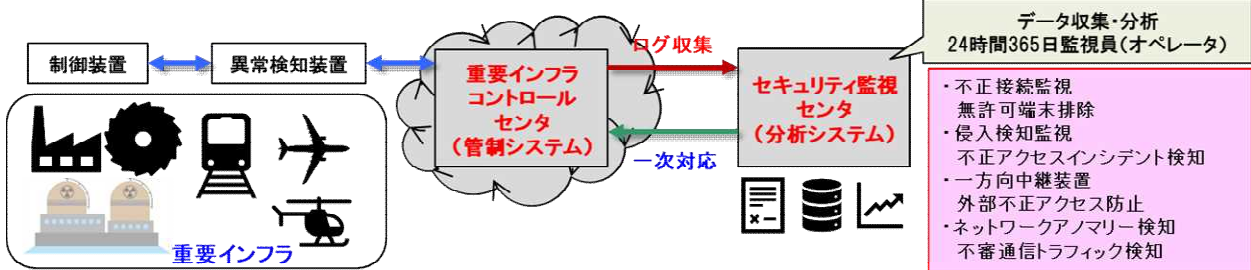 制御装置
異常検知装置
重要インフラ
重要インフラ
コントロール
センタ
(管制システム)
ログ収集
一次対応
セキュリティ監視
センタ
(分析システム)
データ収集・分析
24時間365日監視員(オペレータ)
・不正接続監視
無許可端末排除
・侵入検知監視
不正アクセスインシデント検知
・一方向中継装置
外部不正アクセス防止
・ネットワークアノマリー検知
不審通信トラフィック検知